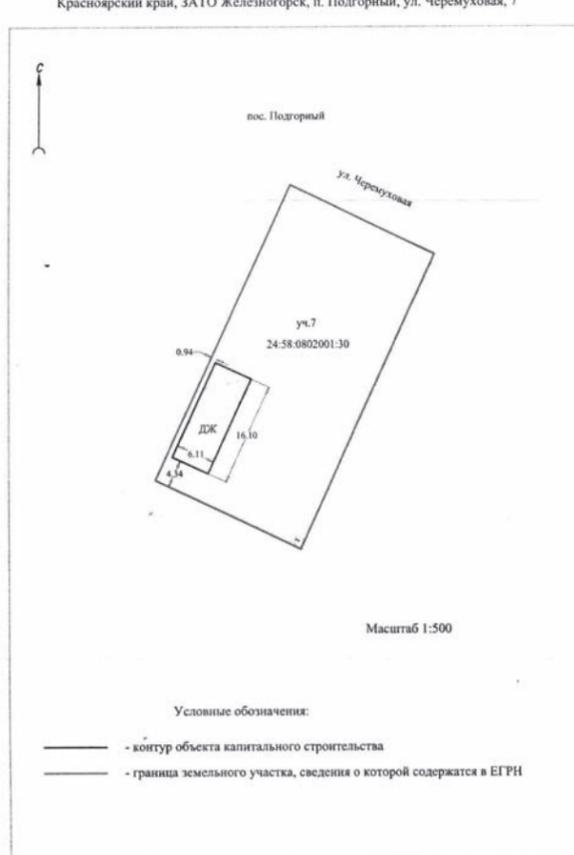 Красноярский край, ЗАТО Железногорск, п. Подгорный, ул. Черемуховая, 7
С
пос. Подгорный
ул. Черемуховая
уч.7
24:58:0802001:30
0.94
ДЖ
16.10
6.11
4.34
Масштаб 1:500
Условные обозначения:
- контур объекта капитального строительства
- граница земельного участка, сведения о которой содержатся в ЕГРН